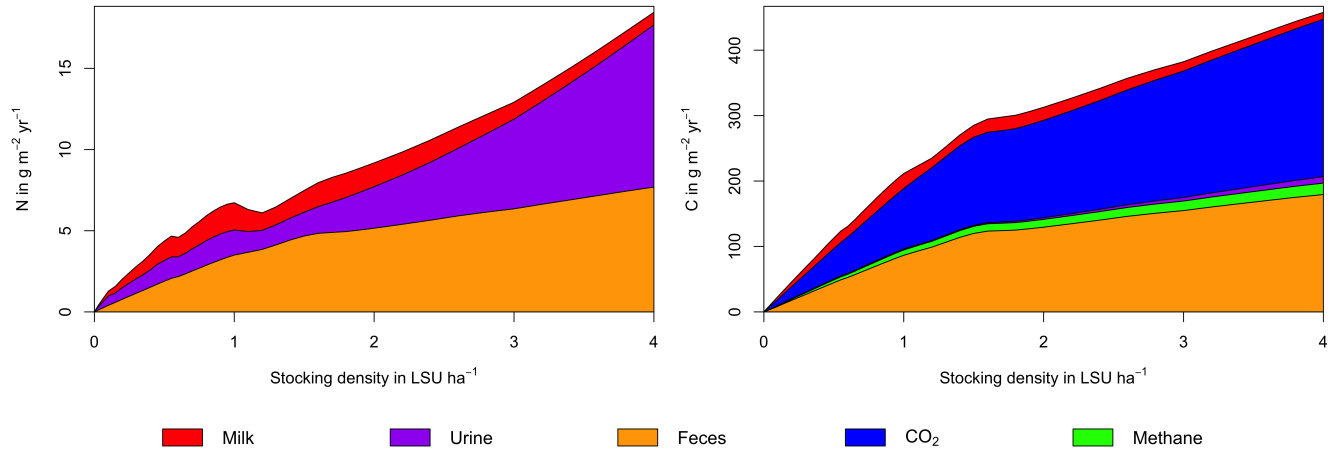 N in g m⁻² yr⁻¹
15
10
5
0
0 1 2 3 4
Stocking density in LSU ha⁻¹
C in g m⁻² yr⁻¹
400
300
200
100
0
0 1 2 3 4
Stocking density in LSU ha⁻¹
Milk Urine Feces CO₂ Methane